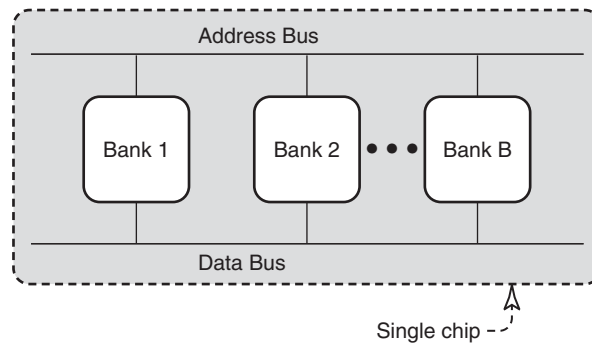 Address Bus
Bank 1
Bank 2
Bank B
Data Bus
Single chip